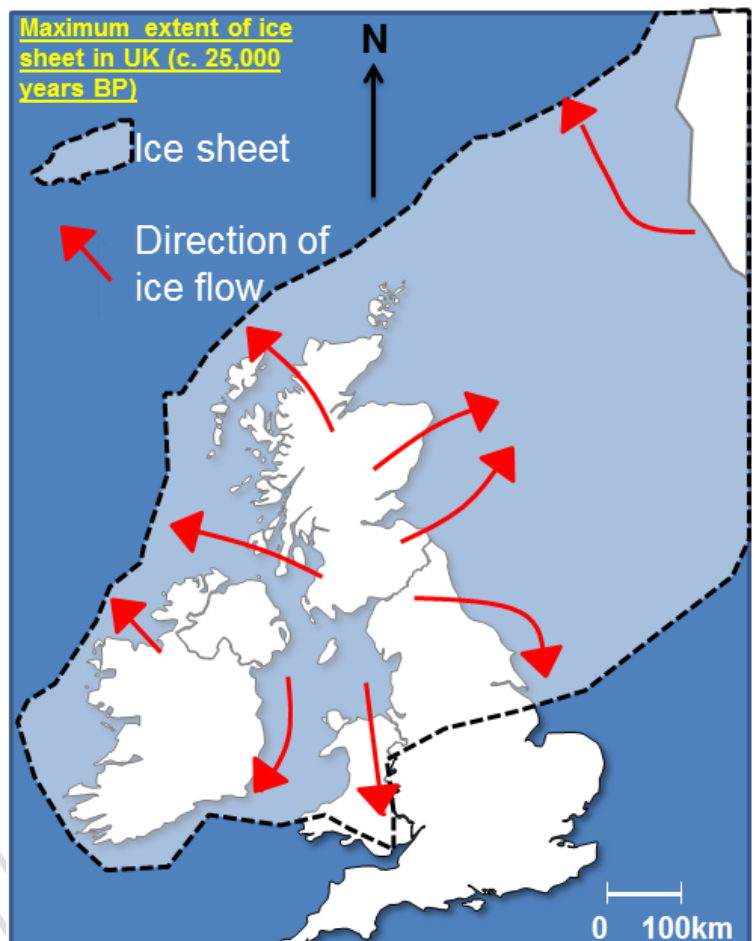 Maximum extent of ice
sheet in UK (c. 25,000
years BP)
N
Ice sheet
Direction of
ice flow
0 100km